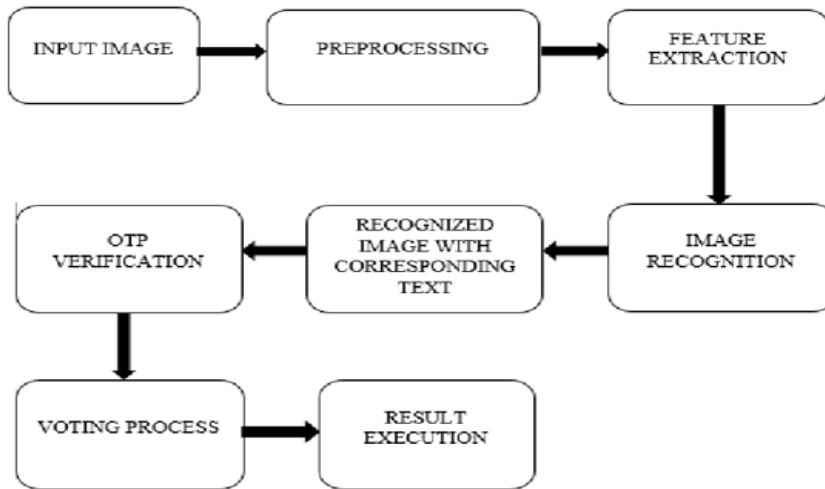 INPUT IMAGE
PREPROCESSING
FEATURE
EXTRACTION
IMAGE
RECOGNITION
RECOGNIZED
IMAGE WITH
CORRESPONDING
TEXT
OTP
VERIFICATION
VOTING PROCESS
RESULT
EXECUTION